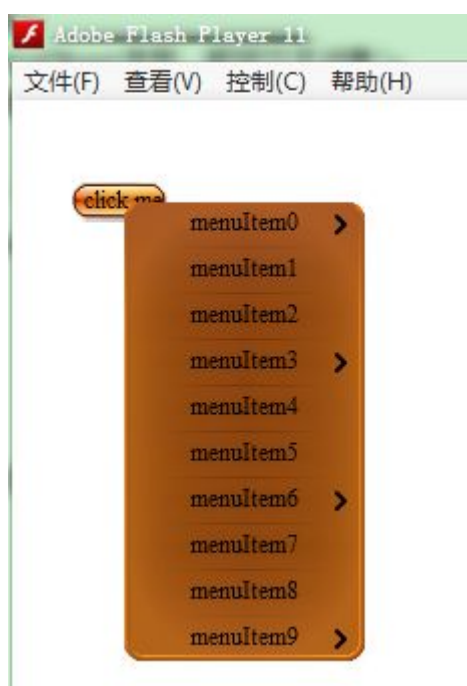 Adobe Flash Player 11
文件(F) 查看(V) 控制(C) 帮助(H)
click me
menuItem0
menuItem1
menuItem2
menuItem3
menuItem4
menuItem5
menuItem6
menuItem7
menuItem8
menuItem9